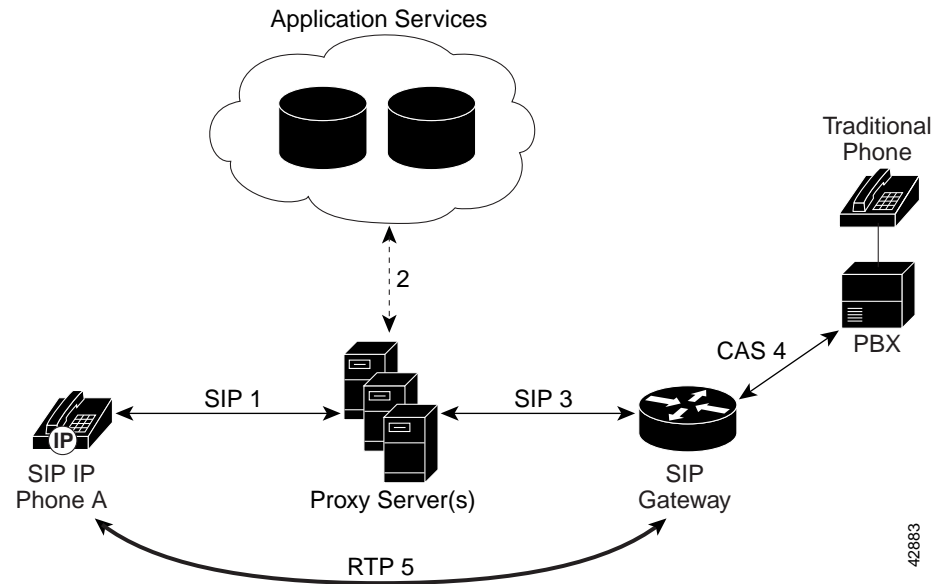 Application Services
Traditional
Phone
2
PBX
CAS 4
SIP 1
SIP 3
IP
SIP IP
Phone A
Proxy Server(s)
SIP
Gateway
RTP 5
42883